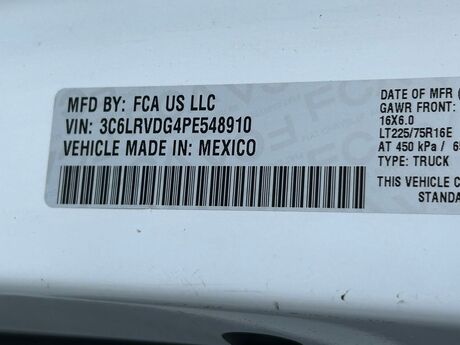 MFD BY: FCA US LLC
VIN: 3C6LRVDG4PE548910
VEHICLE MADE IN: MEXICO
DATE OF MFR
GAWR FRONT:
16X6.0
LT225/75R16E
AT 450 kPa /
TYPE: TRUCK
THIS VEHICLE